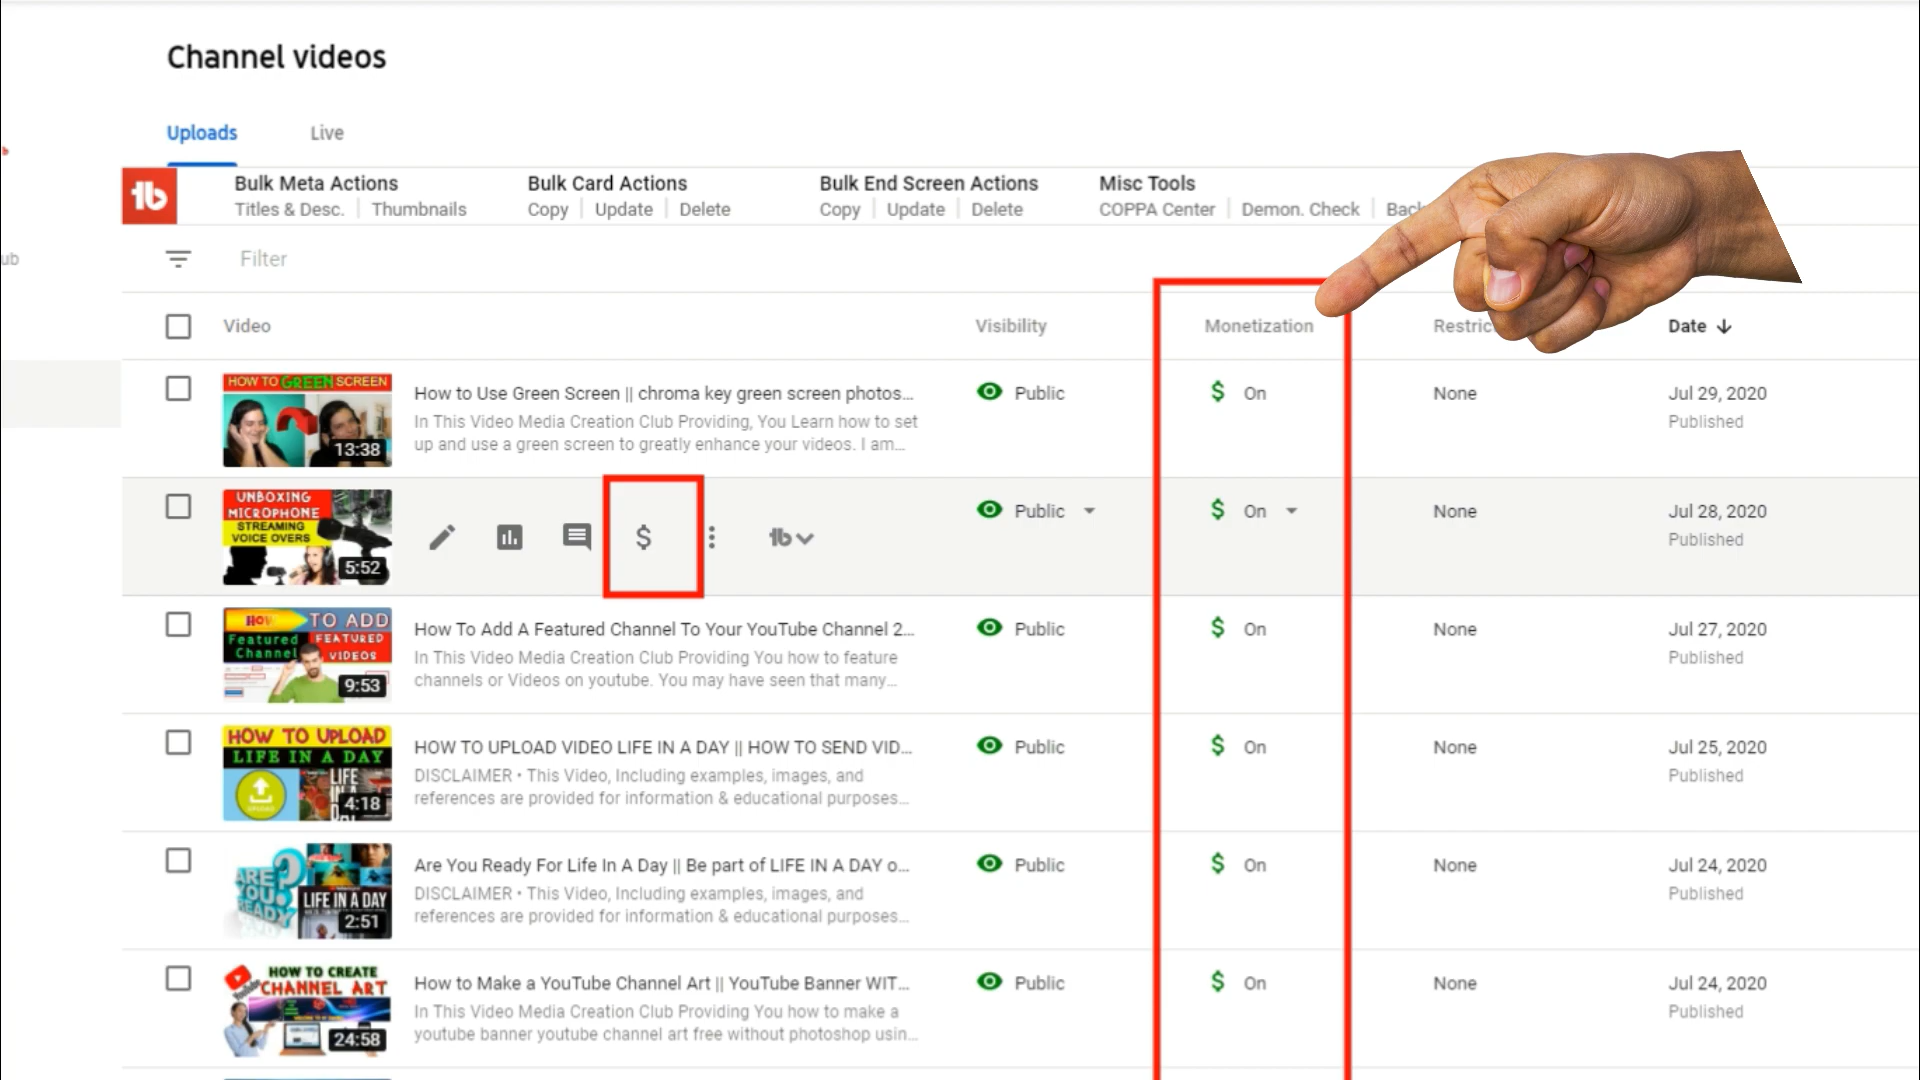 Channel videos
Uploads Live
Bulk Meta Actions Bulk Card Actions Bulk End Screen Actions Misc Tools
Titles & Desc. Thumbnails Copy Update Delete Copy Update Delete COPPA Center Demon. Check Back
ub
Filter
Video Visibility Monetization Restric Date
HOW TO GREEN SCREEN
13:38
How to Use Green Screen || chroma key green screen photos...
In This Video Media Creation Club Providing, You Learn how to set
up and use a green screen to greatly enhance your videos. I am...
Public $ On None Jul 29, 2020
Published
UNBOXING
MICROPHONE
STREAMING
VOICE OVERS
5:52
$
Public $ On None Jul 28, 2020
Published
HOW TO ADD
Featured FEATURED
Channel VIDEOS
9:53
How To Add A Featured Channel To Your YouTube Channel 2...
In This Video Media Creation Club Providing You how to feature
channels or Videos on youtube. You may have seen that many...
Public $ On None Jul 27, 2020
Published
HOW TO UPLOAD
LIFE IN A DAY
LIFE
4:18
HOW TO UPLOAD VIDEO LIFE IN A DAY || HOW TO SEND VID...
DISCLAIMER • This Video, Including examples, images, and
references are provided for information & educational purposes...
Public $ On None Jul 25, 2020
Published
ARE
YOU
READY
?
LIFE IN A DAY
2:51
Are You Ready For Life In A Day || Be part of LIFE IN A DAY o...
DISCLAIMER • This Video, Including examples, images, and
references are provided for information & educational purposes...
Public $ On None Jul 24, 2020
Published
HOW TO CREATE
YouTube CHANNEL ART
24:58
How to Make a YouTube Channel Art || YouTube Banner WIT...
In This Video Media Creation Club Providing You how to make a
youtube banner youtube channel art free without photoshop usin...
Public $ On None Jul 24, 2020
Published